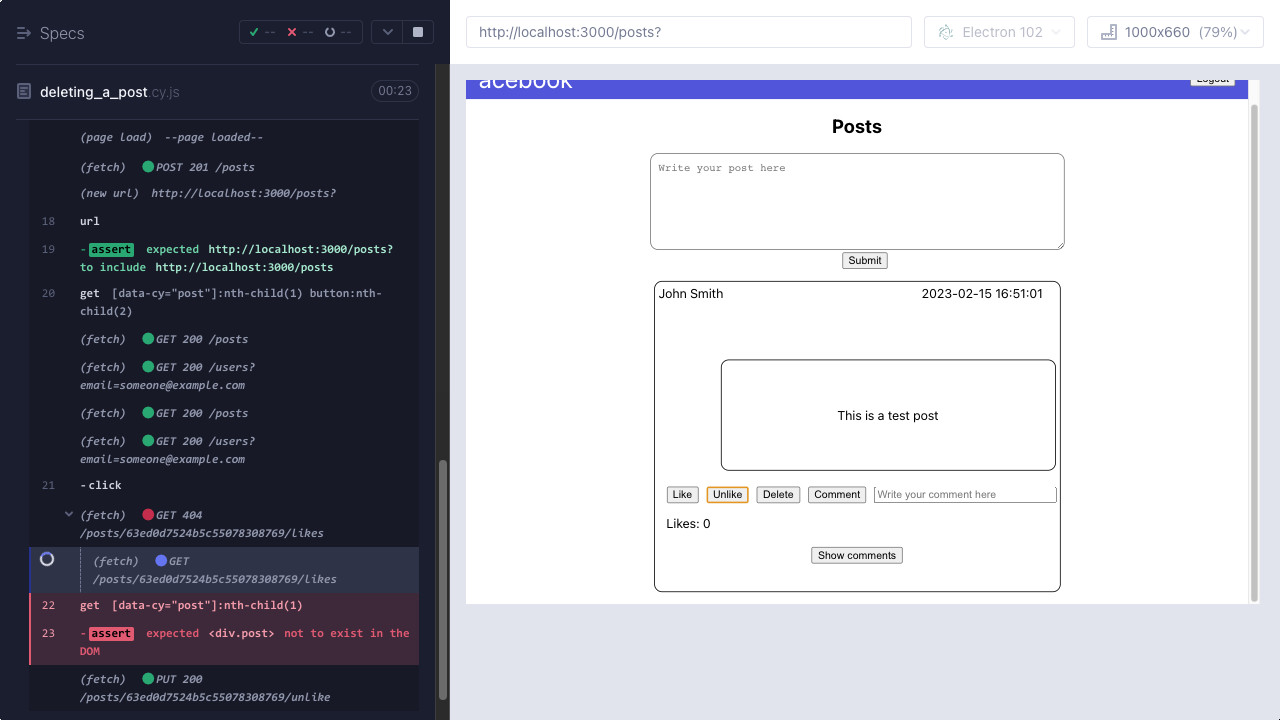 Specs
-- -- --
deleting_a_post.cy.js 00:23
(page load) --page loaded--
(fetch) POST 201 /posts
(new url) http://localhost:3000/posts?
18 url
19 -assert expected http://localhost:3000/posts?
to include http://localhost:3000/posts
20 get [data-cy="post"]:nth-child(1) button:nth-
child(2)
(fetch) GET 200 /posts
(fetch) GET 200 /users?
email=someone@example.com
(fetch) GET 200 /posts
(fetch) GET 200 /users?
email=someone@example.com
21 -click
(fetch) GET 404
/posts/63ed0d7524b5c55078308769/likes
(fetch) GET
/posts/63ed0d7524b5c55078308769/likes
22 get [data-cy="post"]:nth-child(1)
23 -assert expected <div.post> not to exist in the
DOM
(fetch) PUT 200
/posts/63ed0d7524b5c55078308769/unlike
http://localhost:3000/posts?
Electron 102
1000x660 (79%)
acebook
Logout
Posts
Write your post here
Submit
John Smith 2023-02-15 16:51:01
This is a test post
Like Unlike Delete Comment Write your comment here
Likes: 0
Show comments